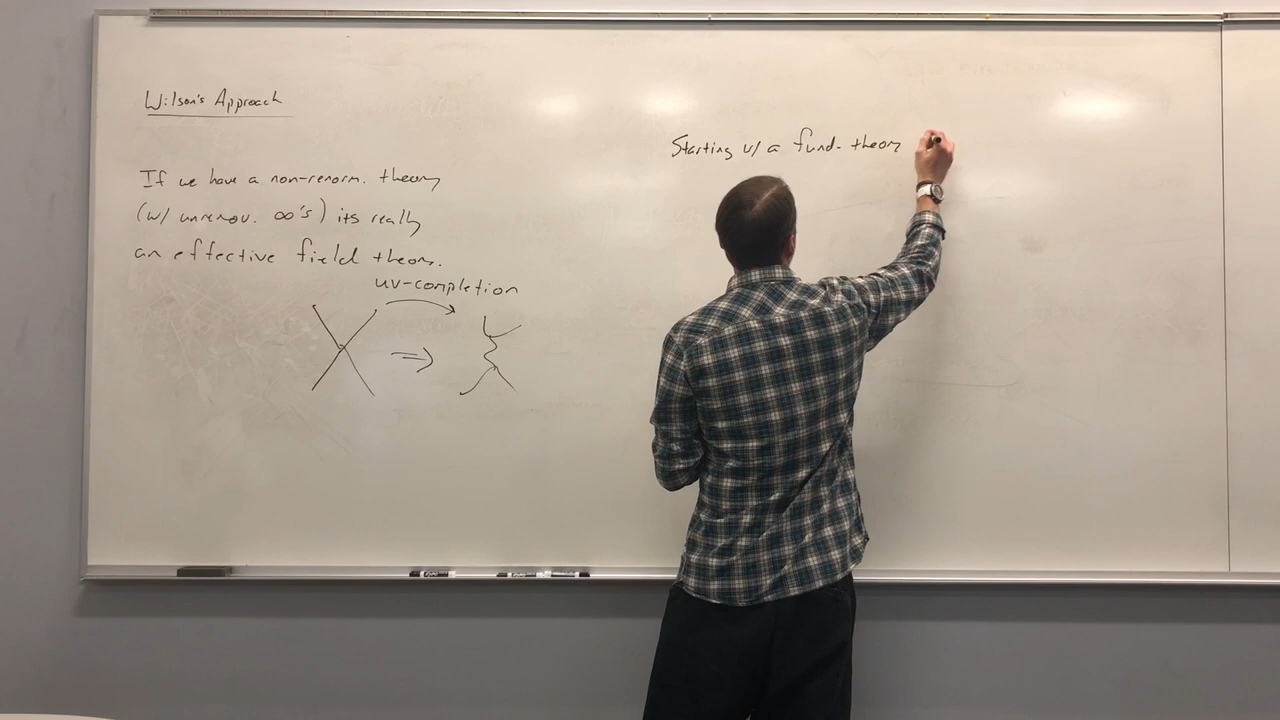 Wilson's Approach
If we have a non-renorm. theory
(w/ unremov. ∞'s) its really
an effective field theory.
uv-completion
⇒
Starting w/ a fund. theory